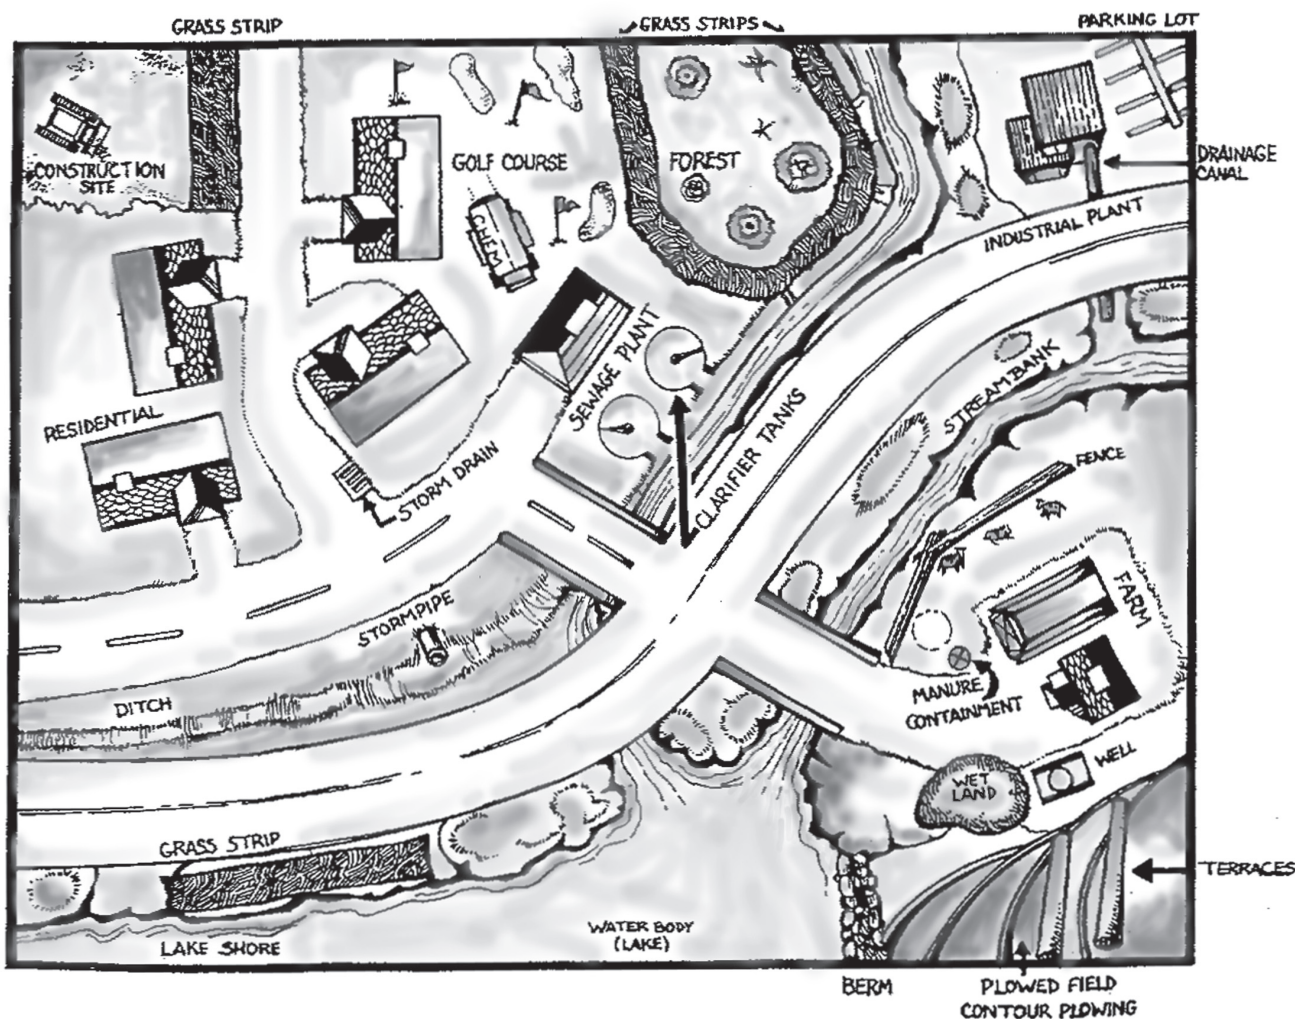 GRASS STRIP
GRASS STRIPS
PARKING LOT
CONSTRUCTION
SITE
GOLF COURSE
FOREST
DRAINAGE
CANAL
CHEM
INDUSTRIAL PLANT
SEWAGE PLANT
RESIDENTIAL
STORM DRAIN
CLARIFIER TANKS
STREAM BANK
FENCE
STORMPIPE
FARM
DITCH
MANURE
CONTAINMENT
WELL
WET
LAND
GRASS STRIP
TERRACES
LAKE SHORE
WATER BODY
(LAKE)
BERM
PLOWED FIELD
CONTOUR PLOWING